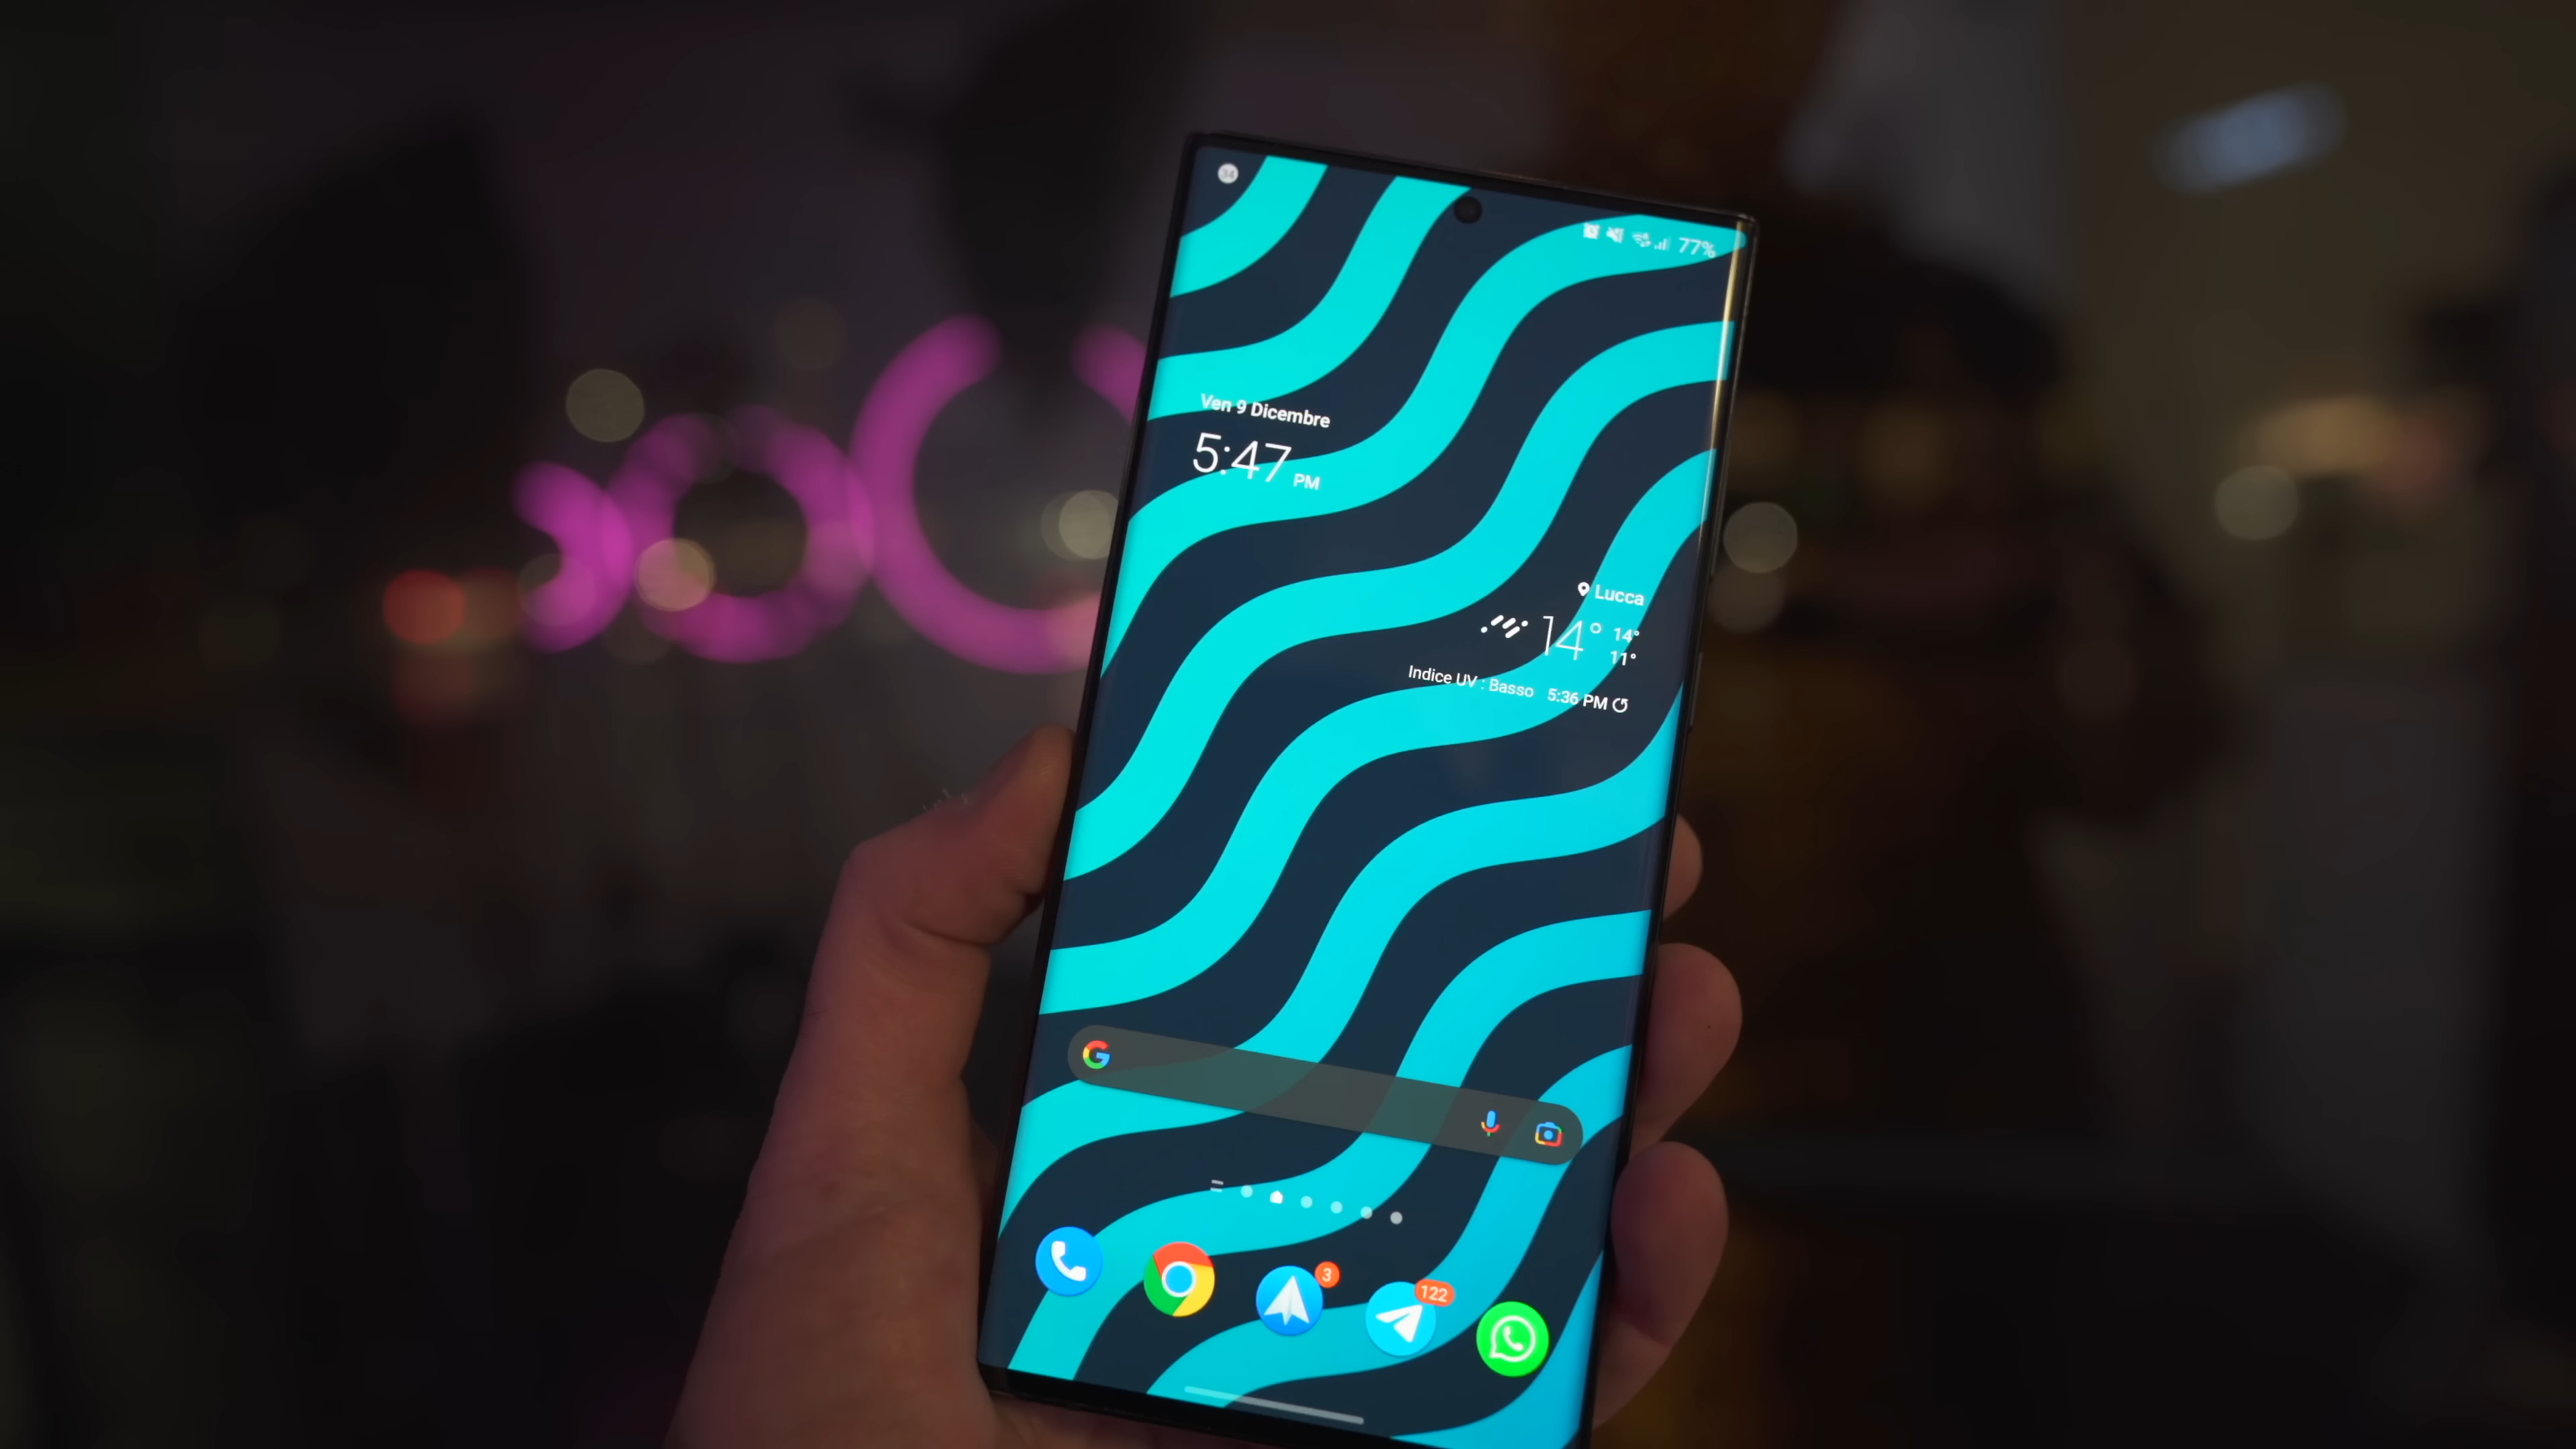 77%
Ven 9 Dicembre
5:47 PM
Lucca
14° 14°
11°
Indice UV : Basso 5:36 PM
G
3
122